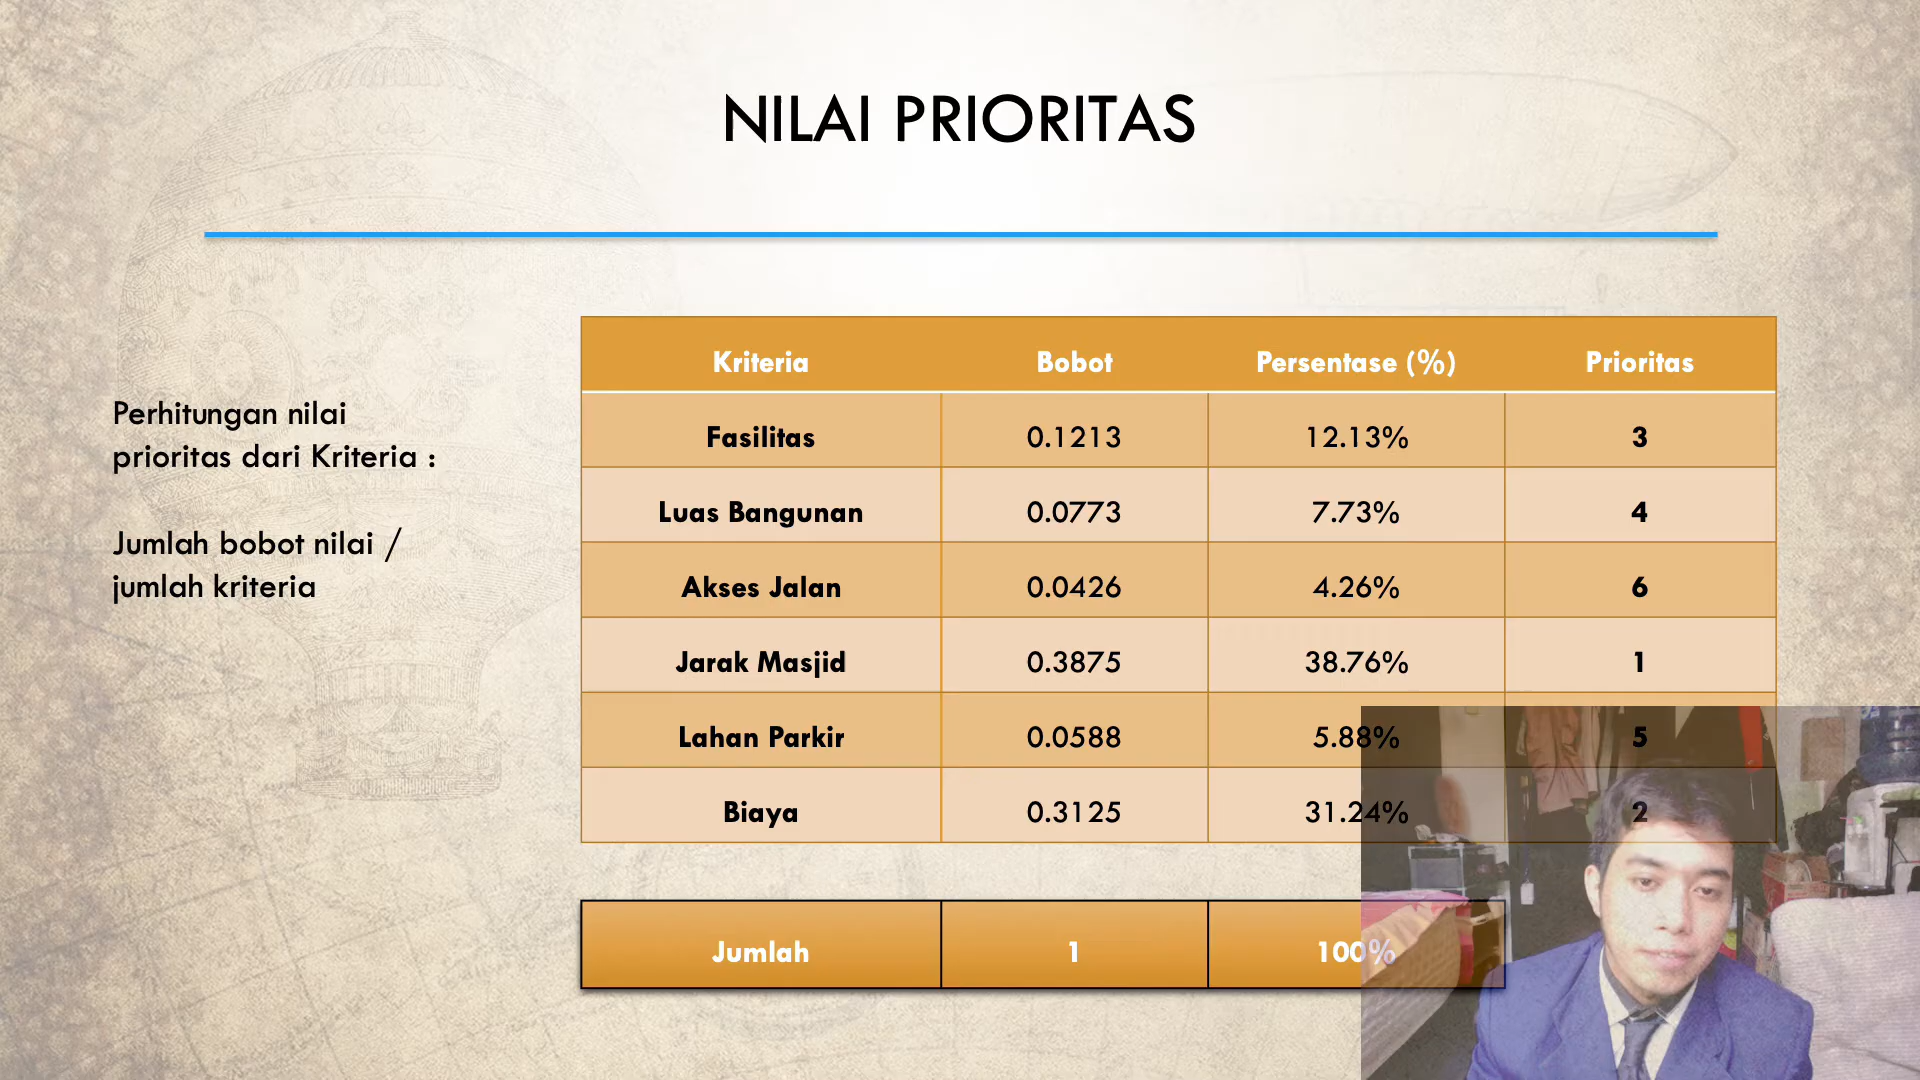 NILAI PRIORITAS
Perhitungan nilai
prioritas dari Kriteria :
Jumlah bobot nilai /
jumlah kriteria
Kriteria Bobot Persentase (%) Prioritas
Fasilitas 0.1213 12.13% 3
Luas Bangunan 0.0773 7.73% 4
Akses Jalan 0.0426 4.26% 6
Jarak Masjid 0.3875 38.76% 1
Lahan Parkir 0.0588 5.88% 5
Biaya 0.3125 31.24% 2
Jumlah 1 100%